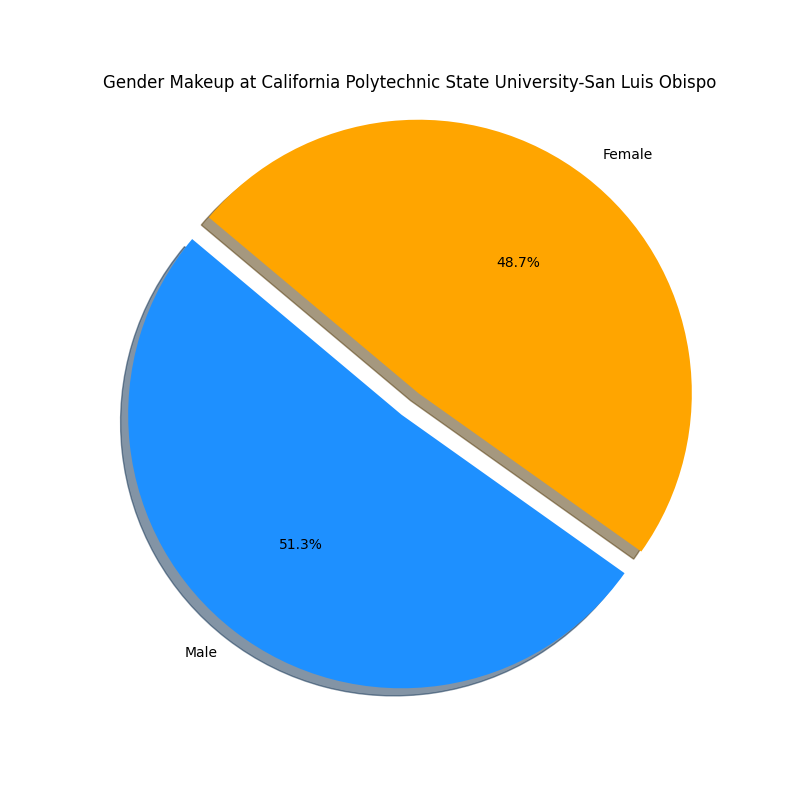 Gender Makeup at California Polytechnic State University-San Luis Obispo
Female
48.7%
51.3%
Male